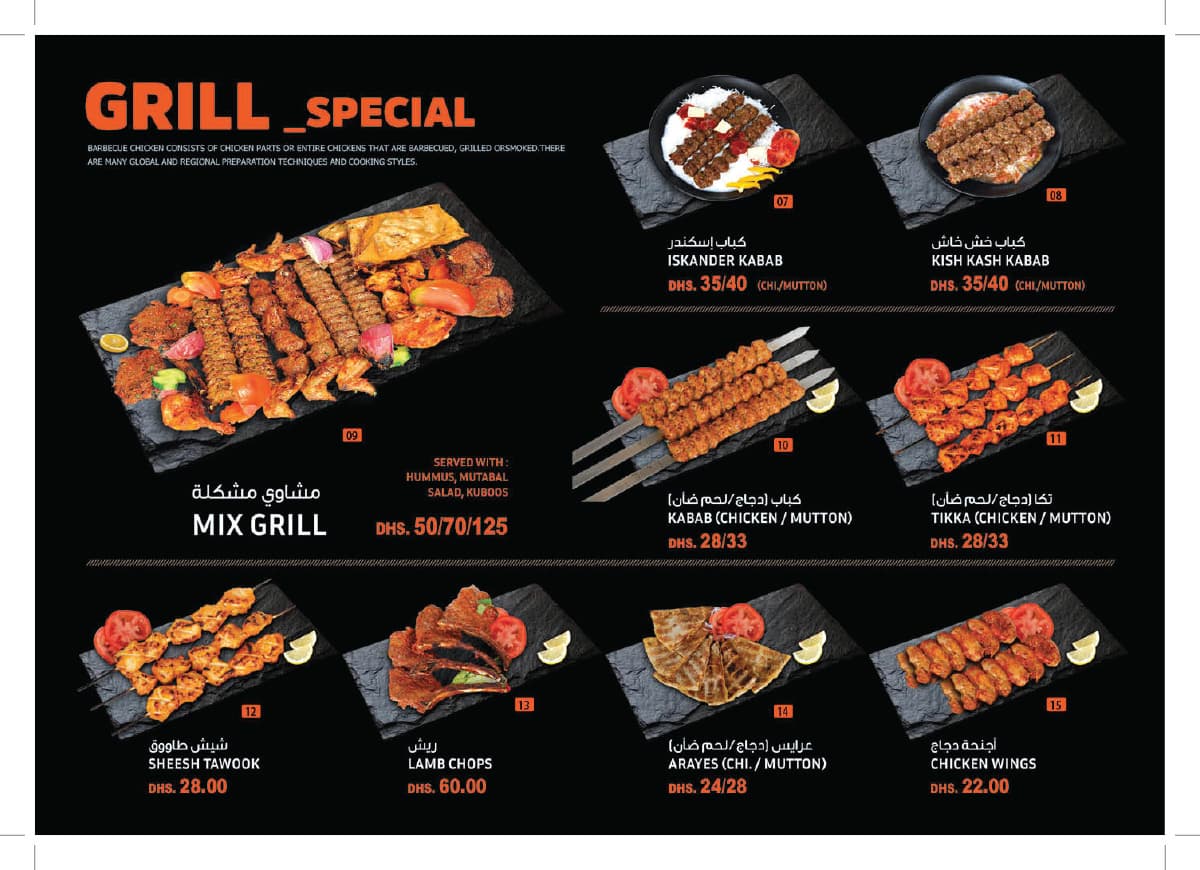 GRILL _SPECIAL
BARBECUE CHICKEN CONSISTS OF CHICKEN PARTS OR ENTIRE CHICKENS THAT ARE BARBECUED, GRILLED ORSMOKED.THERE
ARE MANY GLOBAL AND REGIONAL PREPARATION TECHNIQUES AND COOKING STYLES.
07
كباب إسكندر
ISKANDER KABAB
DHS. 35/40 (CHI./MUTTON)
08
كباب خش خاش
KISH KASH KABAB
DHS. 35/40 (CHI./MUTTON)
09
مشاوي مشكلة
MIX GRILL
SERVED WITH :
HUMMUS, MUTABAL
SALAD, KUBOOS
DHS. 50/70/125
10
كباب (دجاج/لحم ضأن)
KABAB (CHICKEN / MUTTON)
DHS. 28/33
11
تكا (دجاج/لحم ضأن)
TIKKA (CHICKEN / MUTTON)
DHS. 28/33
12
شيش طاووق
SHEESH TAWOOK
DHS. 28.00
13
ريش
LAMB CHOPS
DHS. 60.00
14
عرايس (دجاج/لحم ضأن)
ARAYES (CHI. / MUTTON)
DHS. 24/28
15
أجنحة دجاج
CHICKEN WINGS
DHS. 22.00